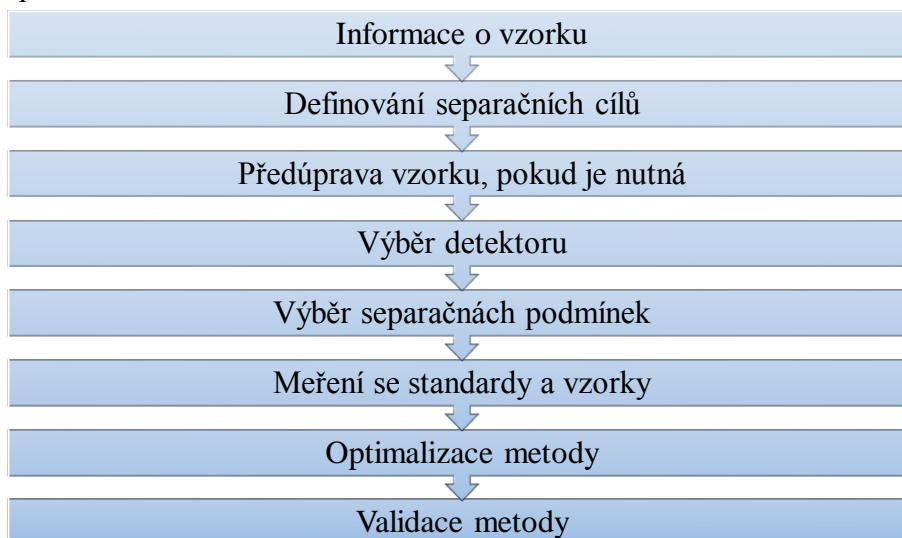 Informace o vzorku
Definování separačních cílů
Předúprava vzorku, pokud je nutná
Výběr detektoru
Výběr separačnách podmínek
Meření se standardy a vzorky
Optimalizace metody
Validace metody